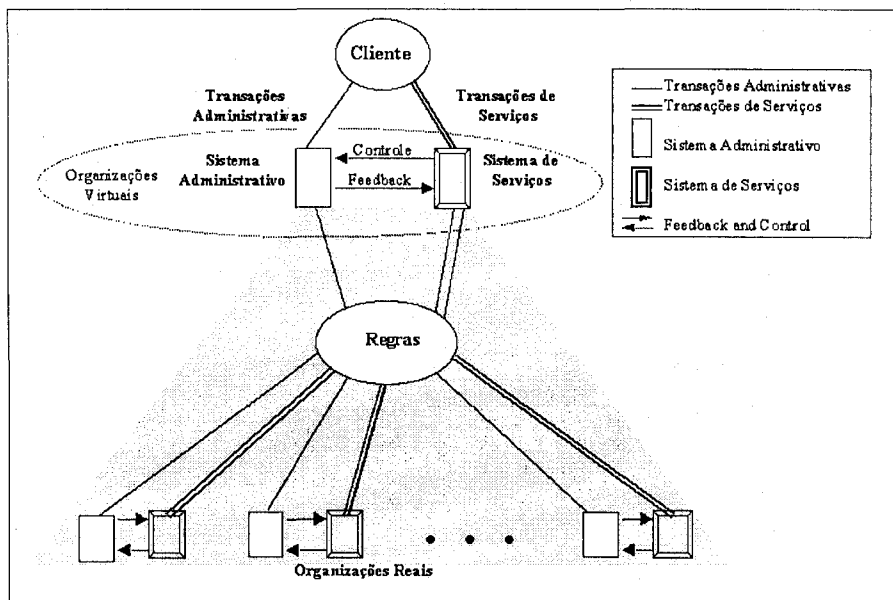 Cliente
Transações
Administrativas
Transações de
Serviços
Organizações
Virtuais
Sistema
Administrativo
Controle
Feedback
Sistema de
Serviços
Regras
Organizações Reais
Transações Administrativas
Transações de Serviços
Sistema Administrativo
Sistema de Serviços
Feedback and Control